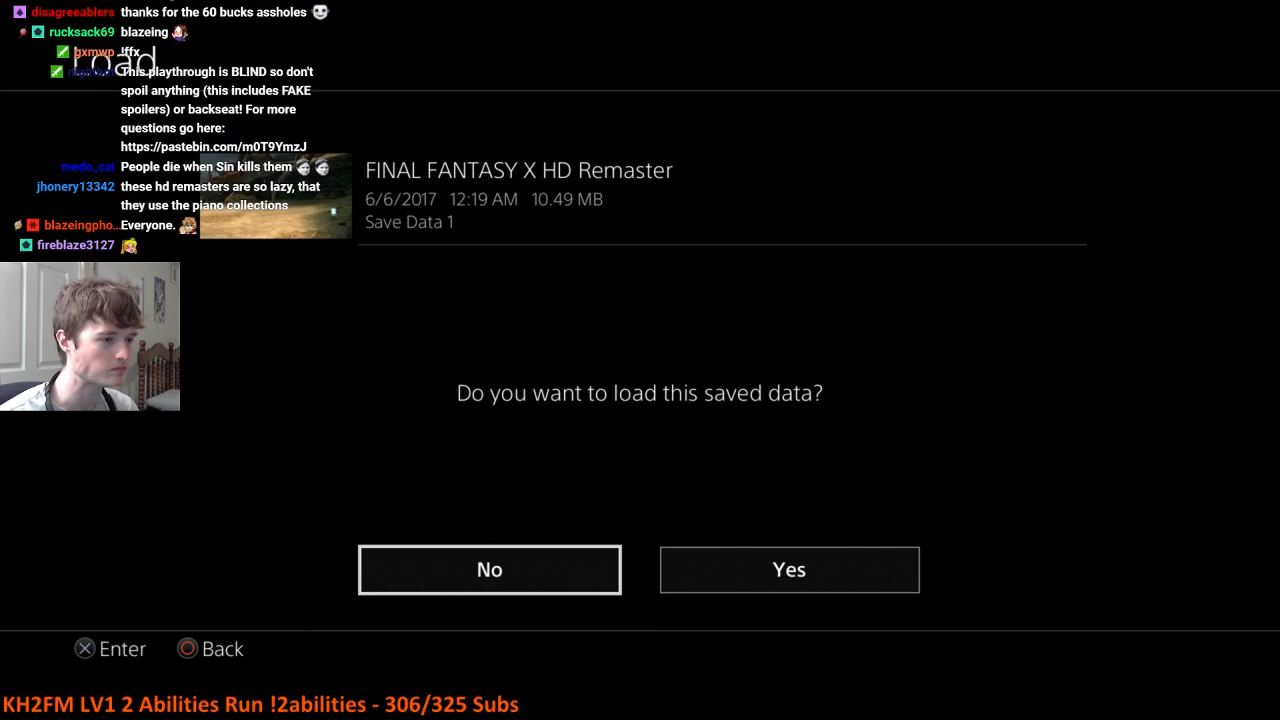 disagreeablers thanks for the 60 bucks assholes
rucksack69 blazeing
gxmwp !ffx
Load
This playthrough is BLIND so don't
spoil anything (this includes FAKE
spoilers) or backseat! For more
questions go here:
https://pastebin.com/m0T9YmzJ
medo_cal People die when Sin kills them
jhonery13342 these hd remasters are so lazy, that
they use the piano collections
blazeingpho... Everyone.
fireblaze3127
FINAL FANTASY X HD Remaster
6/6/2017 12:19 AM 10.49 MB
Save Data 1
Do you want to load this saved data?
No Yes
Enter Back
KH2FM LV1 2 Abilities Run !2abilities - 306/325 Subs